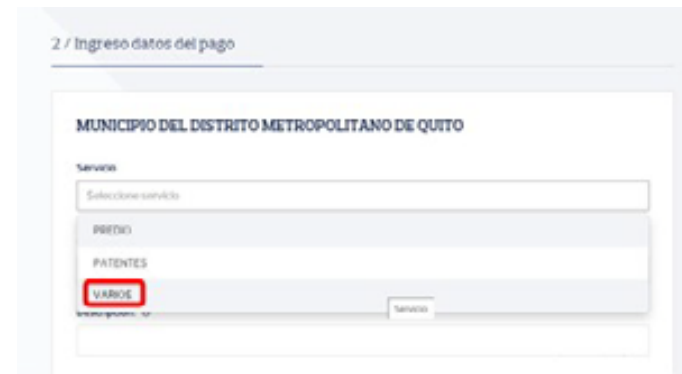 2 / Ingreso datos del pago
MUNICIPIO DEL DISTRITO METROPOLITANO DE QUITO
Servicio
Seleccione servicio
PREDIO
PATENTES
VARIOS
Servicio